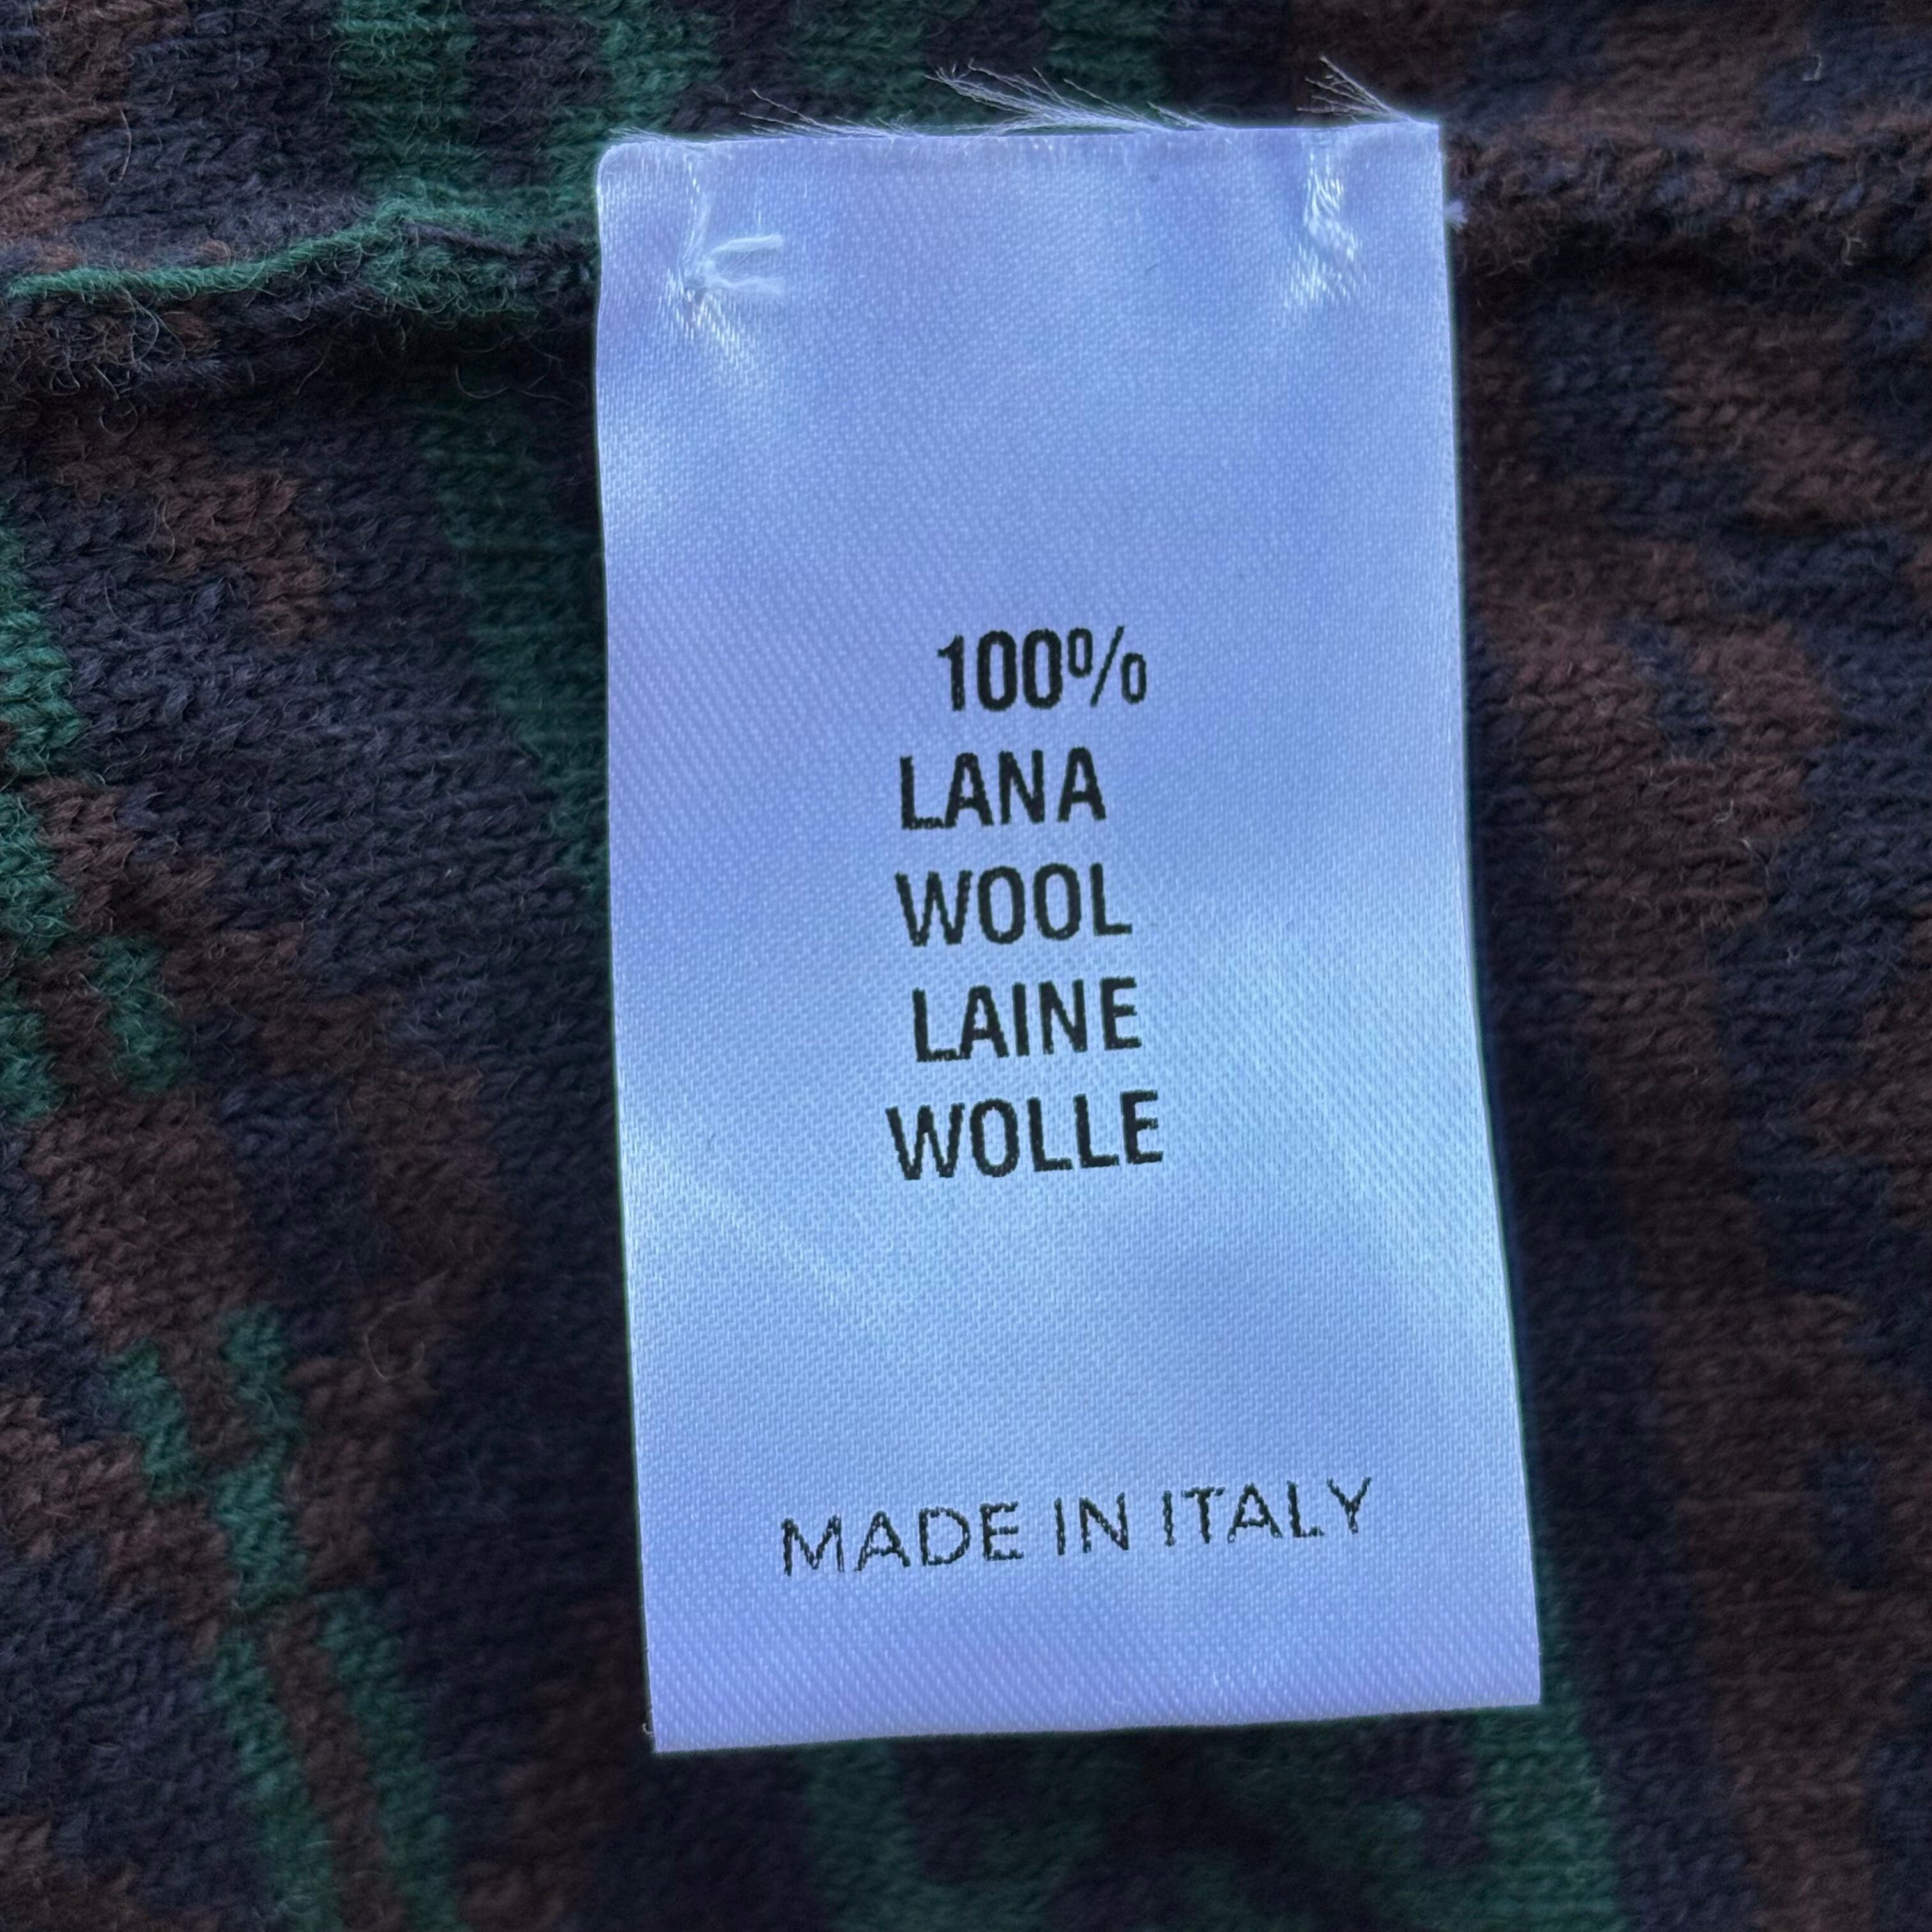 100%
LANA
WOOL
LAINE
WOLLE
MADE IN ITALY